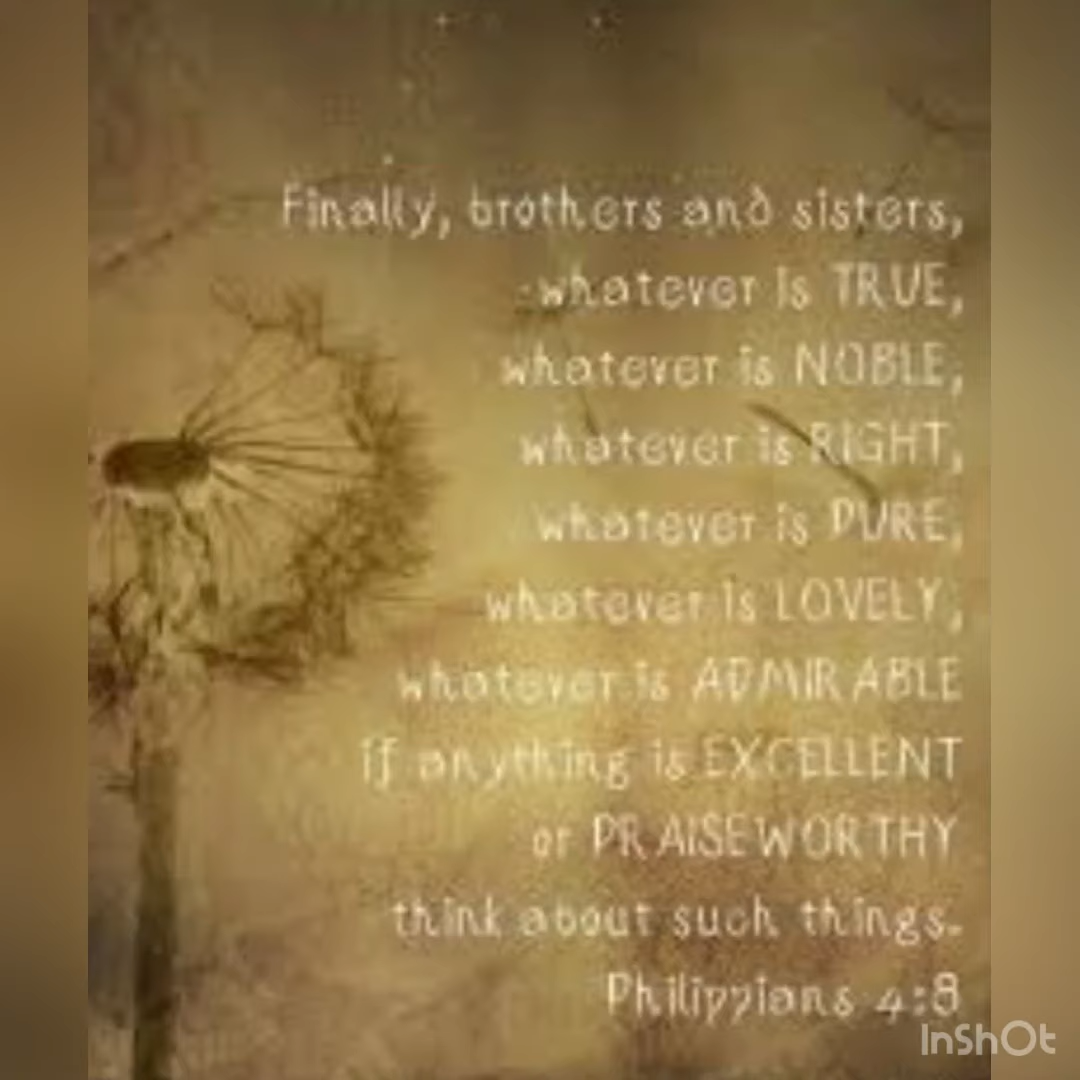 Finally, brothers and sisters,
whatever is TRUE,
whatever is NOBLE,
whatever is RIGHT,
whatever is PURE,
whatever is LOVELY,
whatever is ADMIRABLE
if anything is EXCELLENT
or PRAISEWORTHY
think about such things.
Philippians 4:8
InShOt